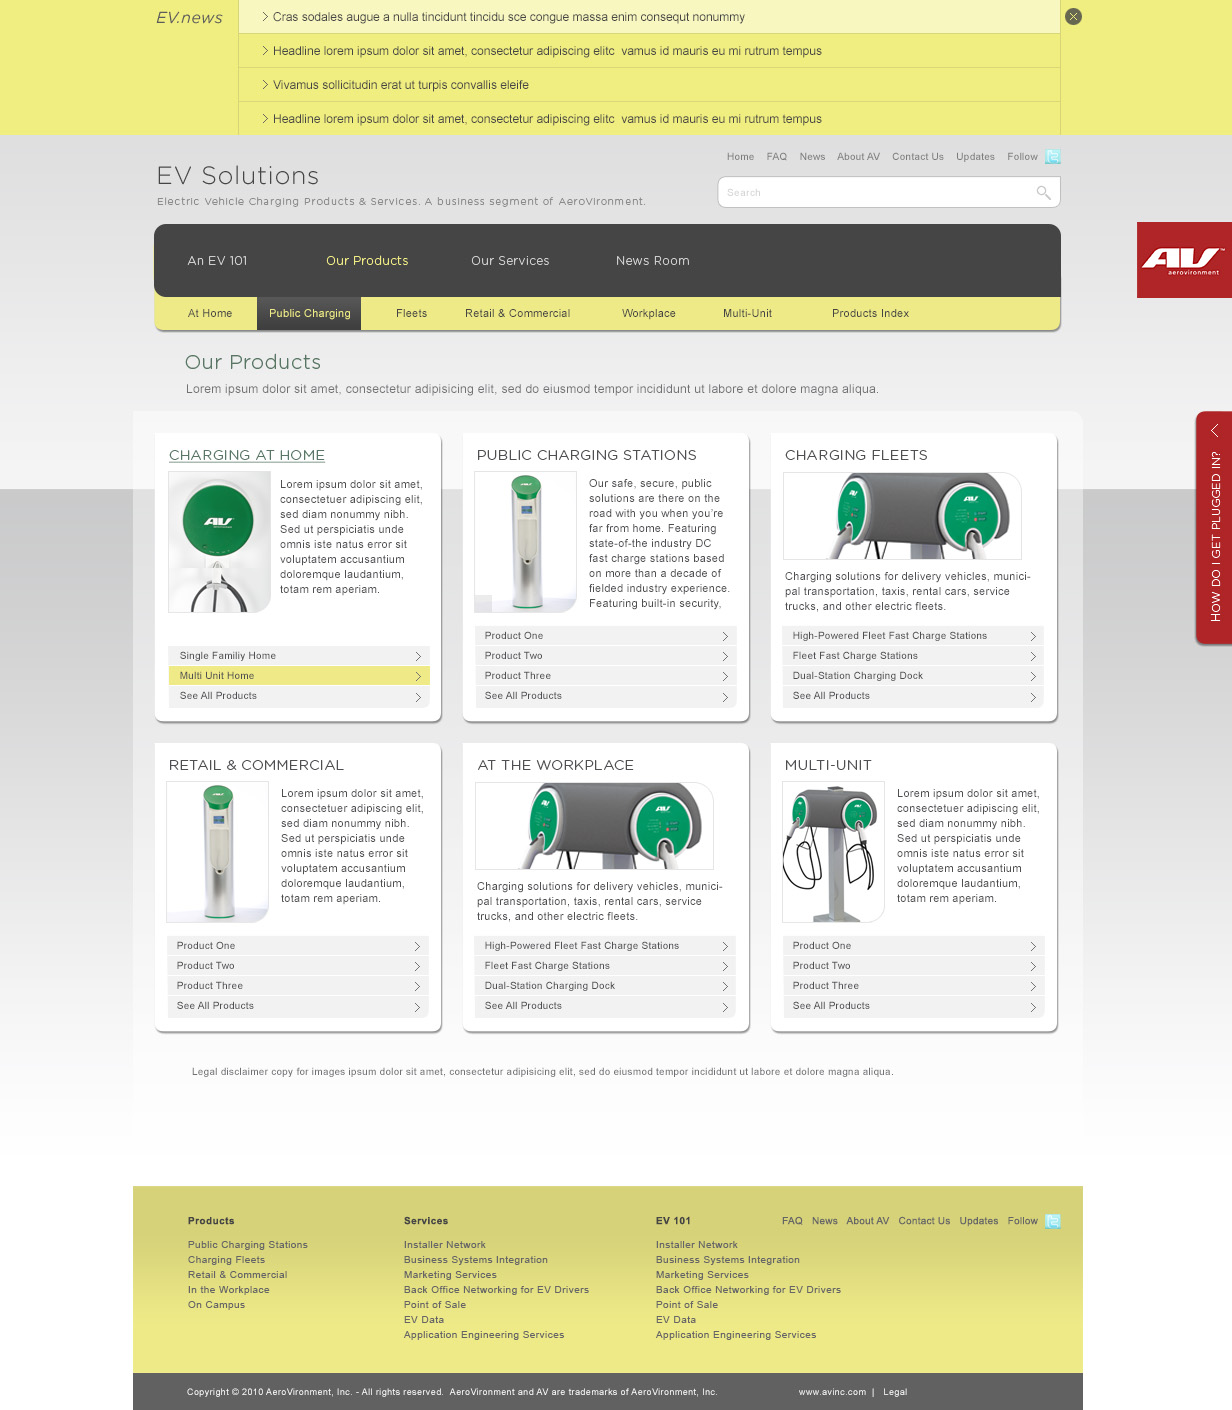 EV.news
Cras sodales augue a nulla tincidunt tincidu sce congue massa enim consequt nonummy
Headline lorem ipsum dolor sit amet, consectetur adipiscing elitc  vamus id mauris eu mi rutrum tempus
Vivamus sollicitudin erat ut turpis convallis eleife
Headline lorem ipsum dolor sit amet, consectetur adipiscing elitc  vamus id mauris eu mi rutrum tempus
Home FAQ News About AV Contact Us Updates Follow
EV Solutions
Electric Vehicle Charging Products & Services. A business segment of AeroVironment.
Search
An EV 101 Our Products Our Services News Room
AV™
aerovironment
At Home Public Charging Fleets Retail & Commercial Workplace Multi-Unit Products Index
Our Products
Lorem ipsum dolor sit amet, consectetur adipisicing elit, sed do eiusmod tempor incididunt ut labore et dolore magna aliqua.
HOW DO I GET PLUGGED IN?
CHARGING AT HOME
AV
Lorem ipsum dolor sit amet,
consectetuer adipiscing elit,
sed diam nonummy nibh.
Sed ut perspiciatis unde
omnis iste natus error sit
voluptatem accusantium
doloremque laudantium,
totam rem aperiam.
Single Familiy Home
Multi Unit Home
See All Products
PUBLIC CHARGING STATIONS
AV
Our safe, secure, public
solutions are there on the
road with you when you're
far from home. Featuring
state-of-the industry DC
fast charge stations based
on more than a decade of
fielded industry experience.
Featuring built-in security,
Product One
Product Two
Product Three
See All Products
CHARGING FLEETS
AV
AV
Charging solutions for delivery vehicles, munici-
pal transportation, taxis, rental cars, service
trucks, and other electric fleets.
High-Powered Fleet Fast Charge Stations
Fleet Fast Charge Stations
Dual-Station Charging Dock
See All Products
RETAIL & COMMERCIAL
AV
Lorem ipsum dolor sit amet,
consectetuer adipiscing elit,
sed diam nonummy nibh.
Sed ut perspiciatis unde
omnis iste natus error sit
voluptatem accusantium
doloremque laudantium,
totam rem aperiam.
Product One
Product Two
Product Three
See All Products
AT THE WORKPLACE
AV
AV
Charging solutions for delivery vehicles, munici-
pal transportation, taxis, rental cars, service
trucks, and other electric fleets.
High-Powered Fleet Fast Charge Stations
Fleet Fast Charge Stations
Dual-Station Charging Dock
See All Products
MULTI-UNIT
AV
AV
Lorem ipsum dolor sit amet,
consectetuer adipiscing elit,
sed diam nonummy nibh.
Sed ut perspiciatis unde
omnis iste natus error sit
voluptatem accusantium
doloremque laudantium,
totam rem aperiam.
Product One
Product Two
Product Three
See All Products
Legal disclaimer copy for images ipsum dolor sit amet, consectetur adipisicing elit, sed do eiusmod tempor incididunt ut labore et dolore magna aliqua.
Products
Public Charging Stations
Charging Fleets
Retail & Commercial
In the Workplace
On Campus
Services
Installer Network
Business Systems Integration
Marketing Services
Back Office Networking for EV Drivers
Point of Sale
EV Data
Application Engineering Services
EV 101
Installer Network
Business Systems Integration
Marketing Services
Back Office Networking for EV Drivers
Point of Sale
EV Data
Application Engineering Services
FAQ News About AV Contact Us Updates Follow
Copyright © 2010 AeroVironment, Inc. - All rights reserved.  AeroVironment and AV are trademarks of AeroVironment, Inc.
www.avinc.com | Legal